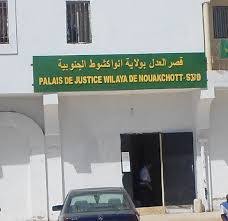 قصر العدل بولاية انواكشوط الجنوبية
PALAIS DE JUSTICE WILAYA DE NOUAKCHOTT-SUD